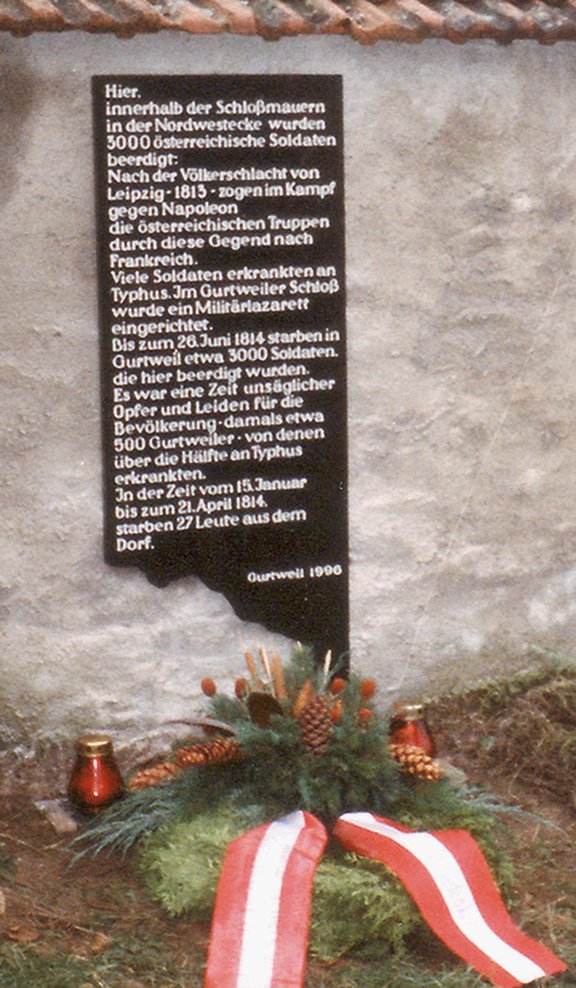 Hier,
innerhalb der Schloßmauern
in der Nordwestecke wurden
3000 österreichische Soldaten
beerdigt:
Nach der Völkerschlacht von
Leipzig - 1813 - zogen im Kampf
gegen Napoleon
die österreichischen Truppen
durch diese Gegend nach
Frankreich.
Viele Soldaten erkrankten an
Typhus. Im Gurtweiler Schloß
wurde ein Militärlazarett
eingerichtet.
Bis zum 26. Juni 1814 starben in
Gurtweil etwa 3000 Soldaten,
die hier beerdigt wurden.
Es war eine Zeit unsäglicher
Opfer und Leiden für die
Bevölkerung - damals etwa
500 Gurtweiler - von denen
über die Hälfte an Typhus
erkrankten.
In der Zeit vom 15. Januar
bis zum 21. April 1814,
starben 27 Leute aus dem
Dorf.
Gurtweil 1996